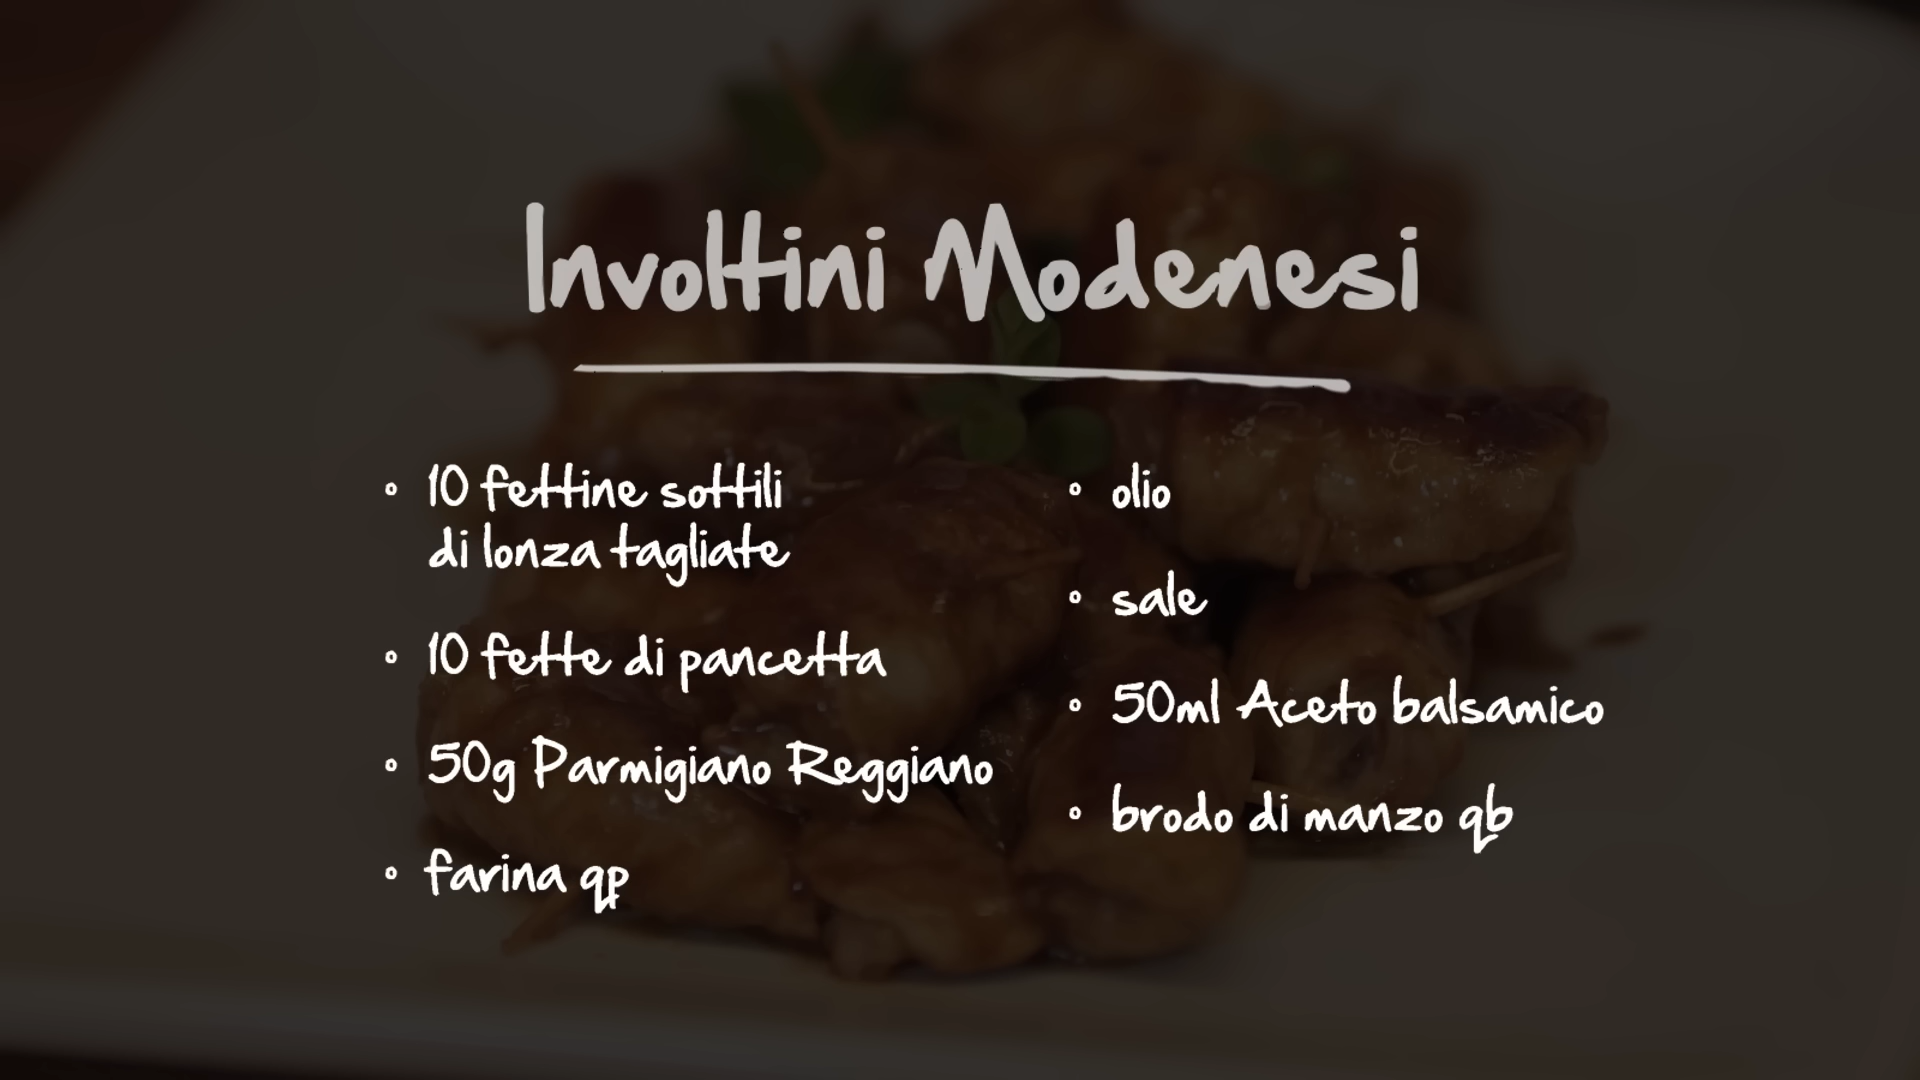 Involtini Modenesi
10 fettine sottili
di lonza tagliate
10 fette di pancetta
50g Parmigiano Reggiano
farina qp
olio
sale
50ml Aceto balsamico
brodo di manzo qb